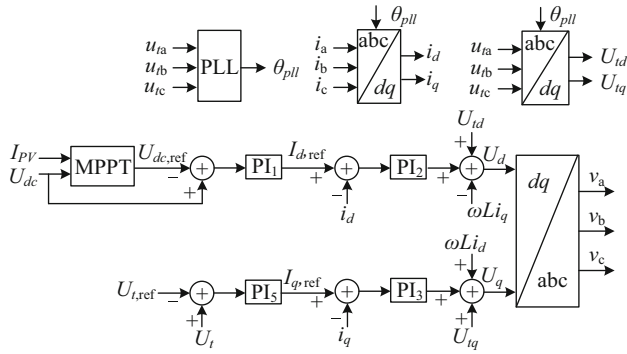 θpll
θpll
uta
utb
utc
PLL
θpll
ia
ib
ic
abc
dq
id
iq
uta
utb
utc
abc
dq
Utd
Utq
IPV
Udc
MPPT
Udc,ref
−
+
+
PI1
Id,ref
+
−
+
id
PI2
+
Utd
+
+
−
ωLiq
Ud
dq
abc
va
vb
vc
Ut,ref
−
+
+
Ut
PI5
Iq,ref
+
−
+
iq
PI3
+
ωLid
+
+
+
Utq
Uq